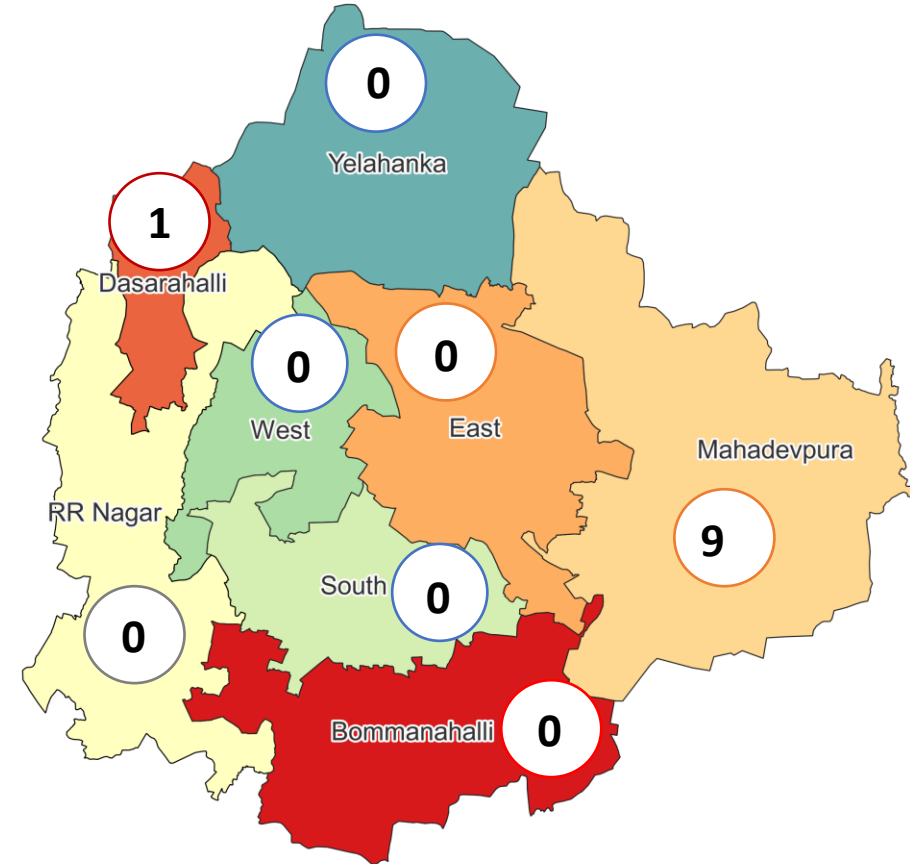 0
Yelahanka
1
Dasarahalli
0
0
West
East
Mahadevpura
RR Nagar
9
South
0
0
Bommanahalli
0